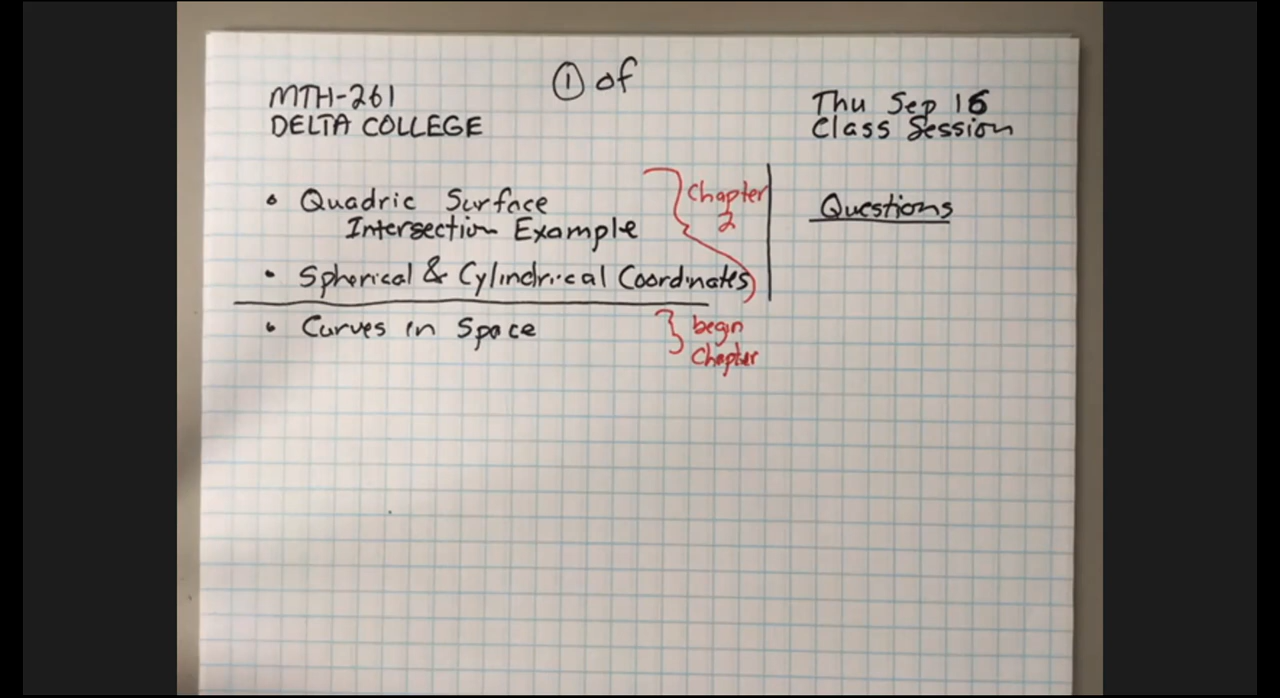 ① of
MTH-261
DELTA COLLEGE
Thu Sep 16
Class Session
• Quadric Surface
Intersection Example
• Spherical & Cylindrical Coordinates
• Curves in Space
Chapter
2
begin
Chapter
Questions